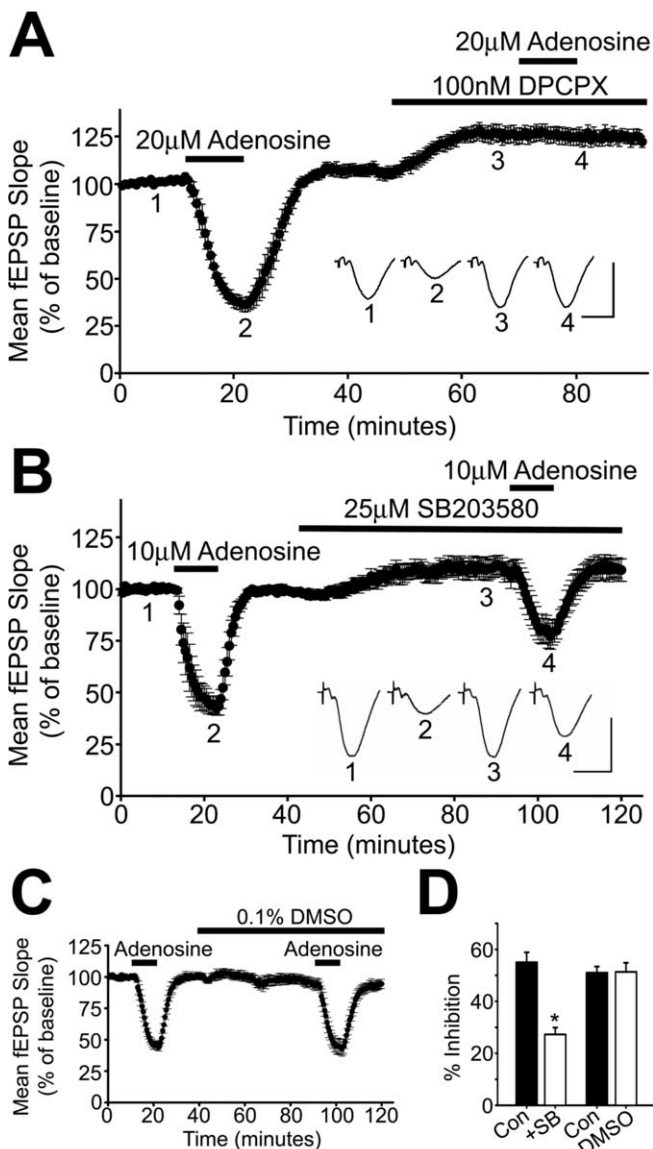 A
20μM Adenosine
100nM DPCPX
20μM Adenosine
Mean fEPSP Slope
(% of baseline)
125
100
75
50
25
0
1
2
3
4
1
2
3
4
0
20
40
60
80
Time (minutes)
B
10μM Adenosine
25μM SB203580
10μM Adenosine
Mean fEPSP Slope
(% of baseline)
125
100
75
50
25
0
1
2
3
4
1
2
3
4
0
20
40
60
80
100
120
Time (minutes)
C
0.1% DMSO
Adenosine
Adenosine
Mean fEPSP Slope
(% of baseline)
125
100
75
50
25
0
0
20
40
60
80
100
120
Time (minutes)
D
% Inhibition
60
40
20
0
*
Con
+SB
Con
DMSO